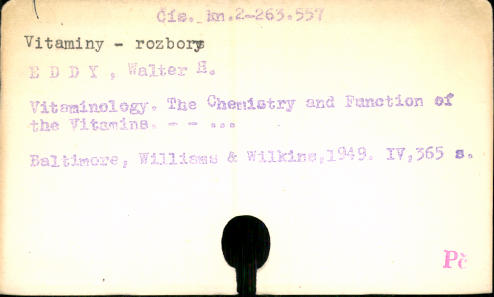 Čís. kn.2-263.557
Vitaminy - rozbory
E D D Y , Walter H.
Vitaminology. The Chemistry and Function of
the Vitamins. - - ...
Baltimore, Williams & Wilkins,1949. IV,365 s.
Pč